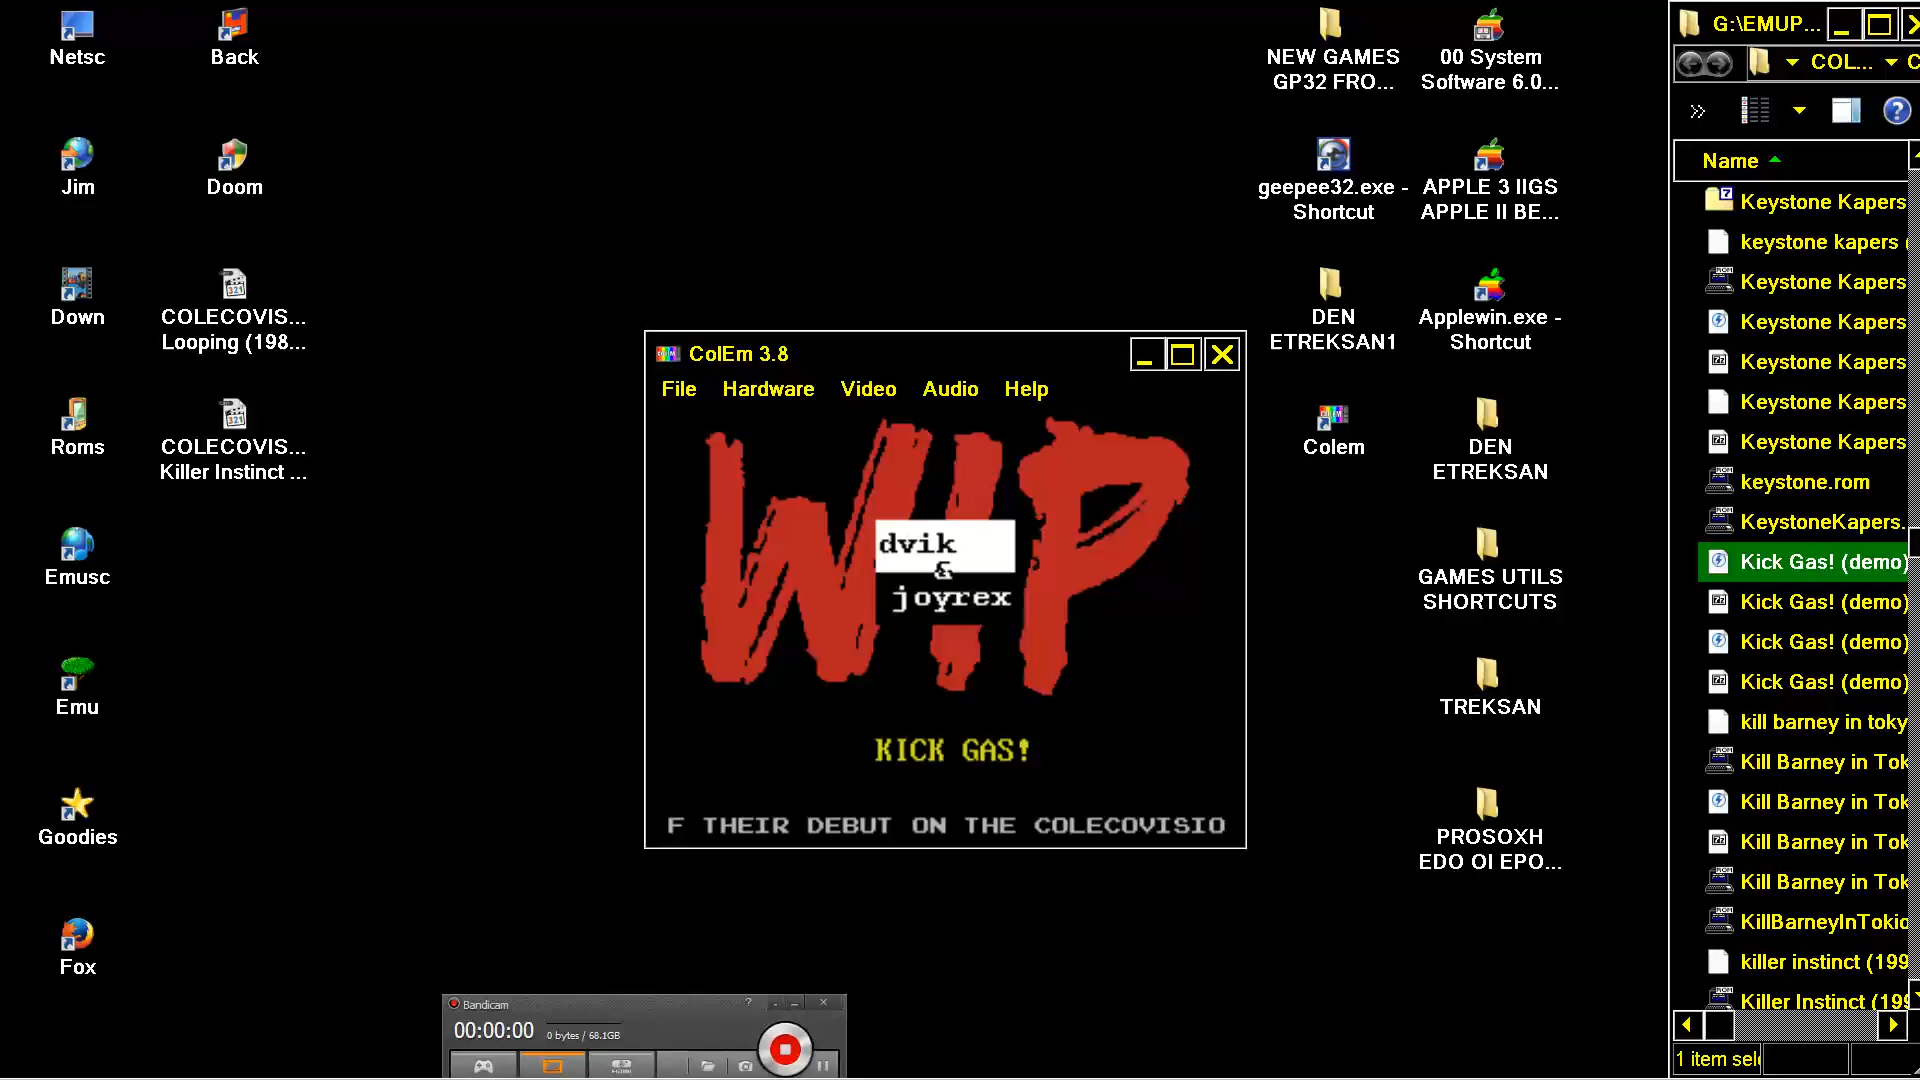 Netsc
Back
Jim
Doom
Down
COLECOVIS...
Looping (198...
Roms
COLECOVIS...
Killer Instinct ...
Emusc
Emu
Goodies
Fox
ColEm 3.8
File Hardware Video Audio Help
W!P
dvik
&
joyrex
KICK GAS!
F THEIR DEBUT ON THE COLECOVISIO
Bandicam
?
00:00:00
0 bytes / 68.1GB
NEW GAMES
GP32 FRO...
00 System
Software 6.0...
geepee32.exe -
Shortcut
APPLE 3 IIGS
APPLE II BE...
DEN
ETREKSAN1
Applewin.exe -
Shortcut
Colem
DEN
ETREKSAN
GAMES UTILS
SHORTCUTS
TREKSAN
PROSOXH
EDO OI EPO...
G:\EMUP...
COL... C
Name
Keystone Kapers
keystone kapers (
Keystone Kapers
Keystone Kapers
Keystone Kapers
Keystone Kapers
Keystone Kapers
keystone.rom
KeystoneKapers.
Kick Gas! (demo)
Kick Gas! (demo)
Kick Gas! (demo)
Kick Gas! (demo)
kill barney in toky
Kill Barney in Tok
Kill Barney in Tok
Kill Barney in Tok
Kill Barney in Tok
KillBarneyInTokio
killer instinct (199
Killer Instinct (199
1 item sel